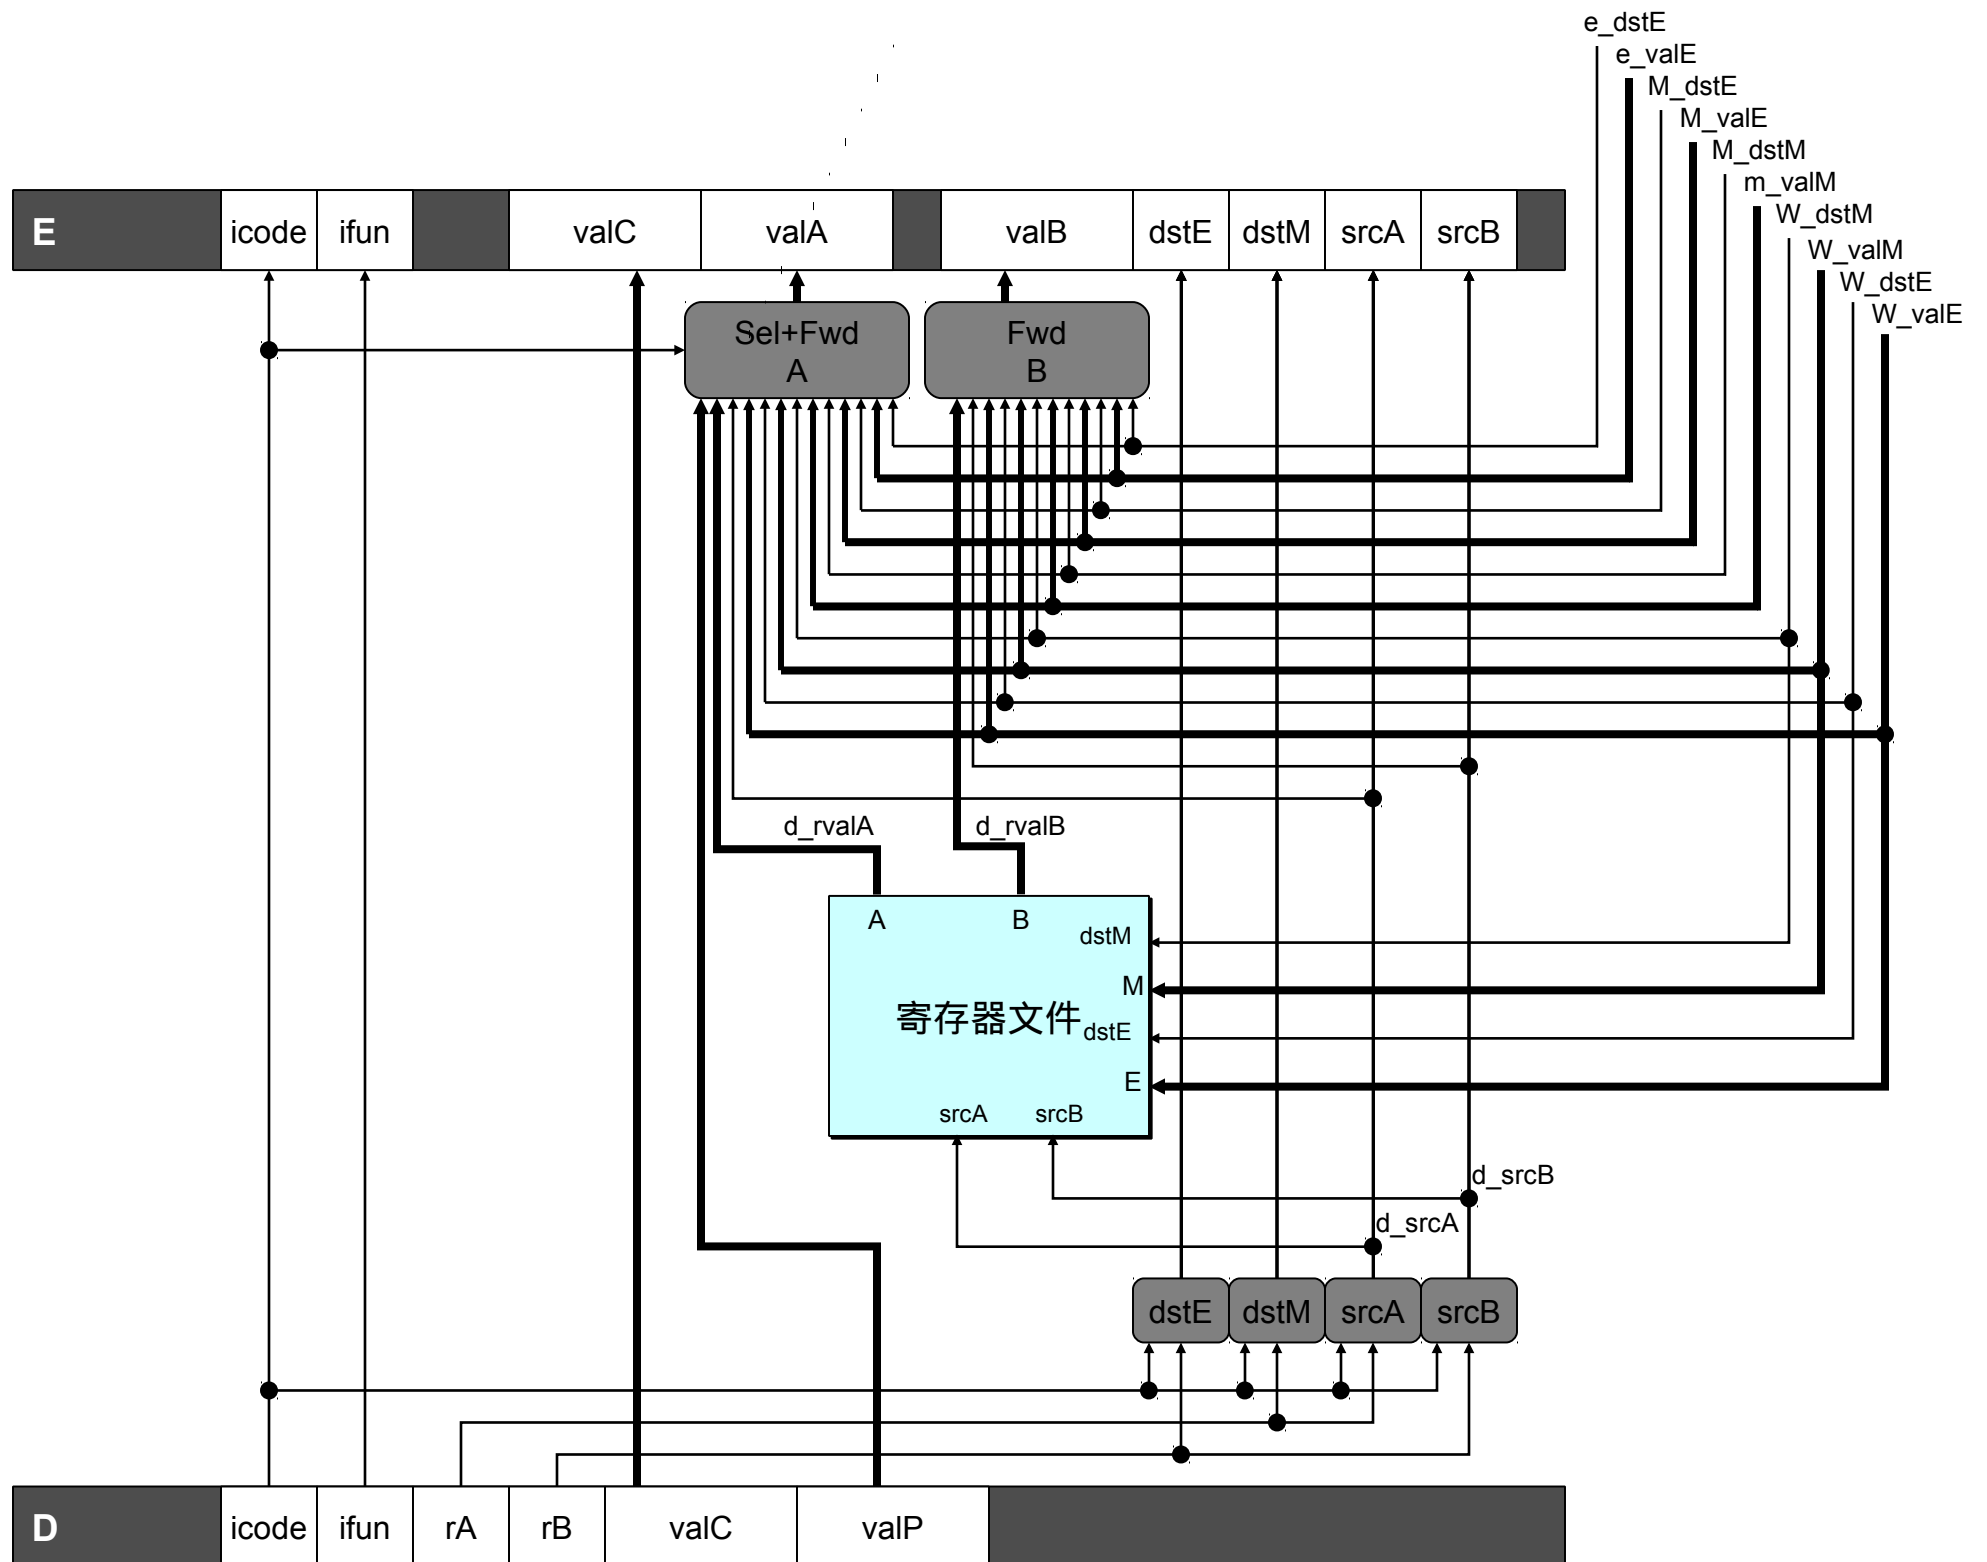 e_dstE
e_valE
M_dstE
M_valE
M_dstM
m_valM
W_dstM
W_valM
W_dstE
W_valE
E icode ifun valC valA valB dstE dstM srcA srcB
Sel+Fwd
A
Fwd
B
d_rvalA d_rvalB
A B
dstM
M
寄存器文件
dstE
E
srcA srcB
d_srcB
d_srcA
dstE dstM srcA srcB
D icode ifun rA rB valC valP